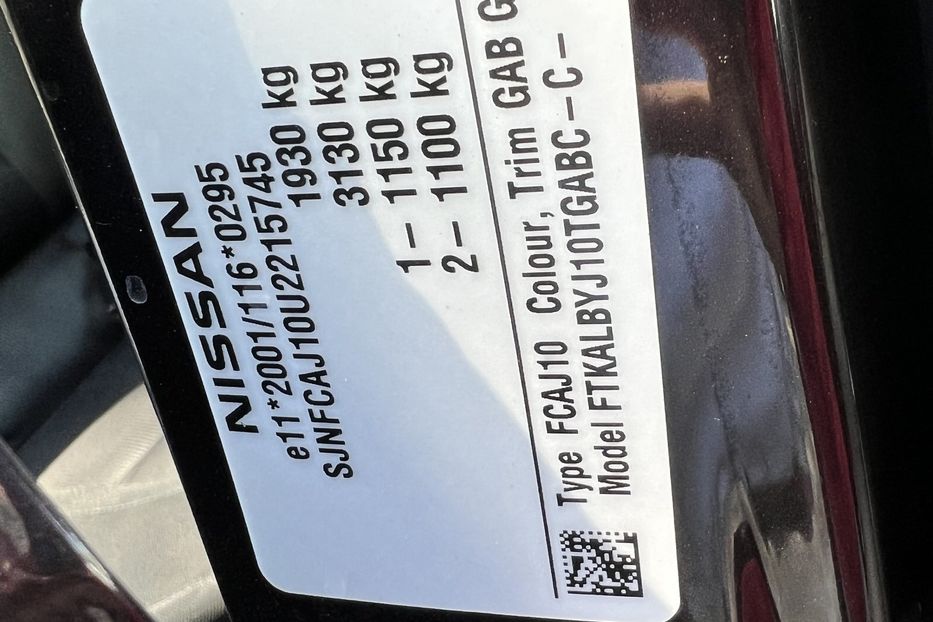 NISSAN
e11*2001/116*0295
SJNFCAJ10U2215745
1930 kg
3130 kg
1– 1150 kg
2– 1100 kg
Type FCAJ10 Colour, Trim GAB G
Model FTKALBYJ10TGABC–C–